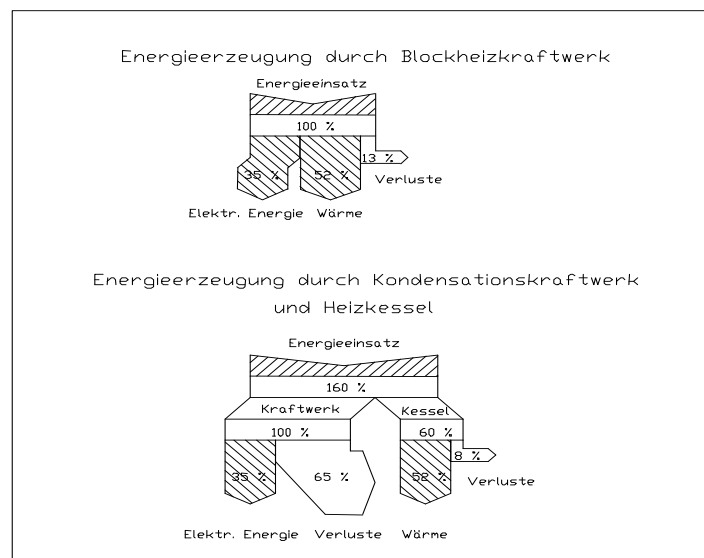 Energieerzeugung durch Blockheizkraftwerk
Energieeinsatz
100 %
13 %
35 %
52 %
Verluste
Elektr. Energie Wärme
Energieerzeugung durch Kondensationskraftwerk
und Heizkessel
Energieeinsatz
160 %
Kraftwerk Kessel
100 % 60 %
8 %
35 % 65 % 52 %
Verluste
Elektr. Energie Verluste Wärme